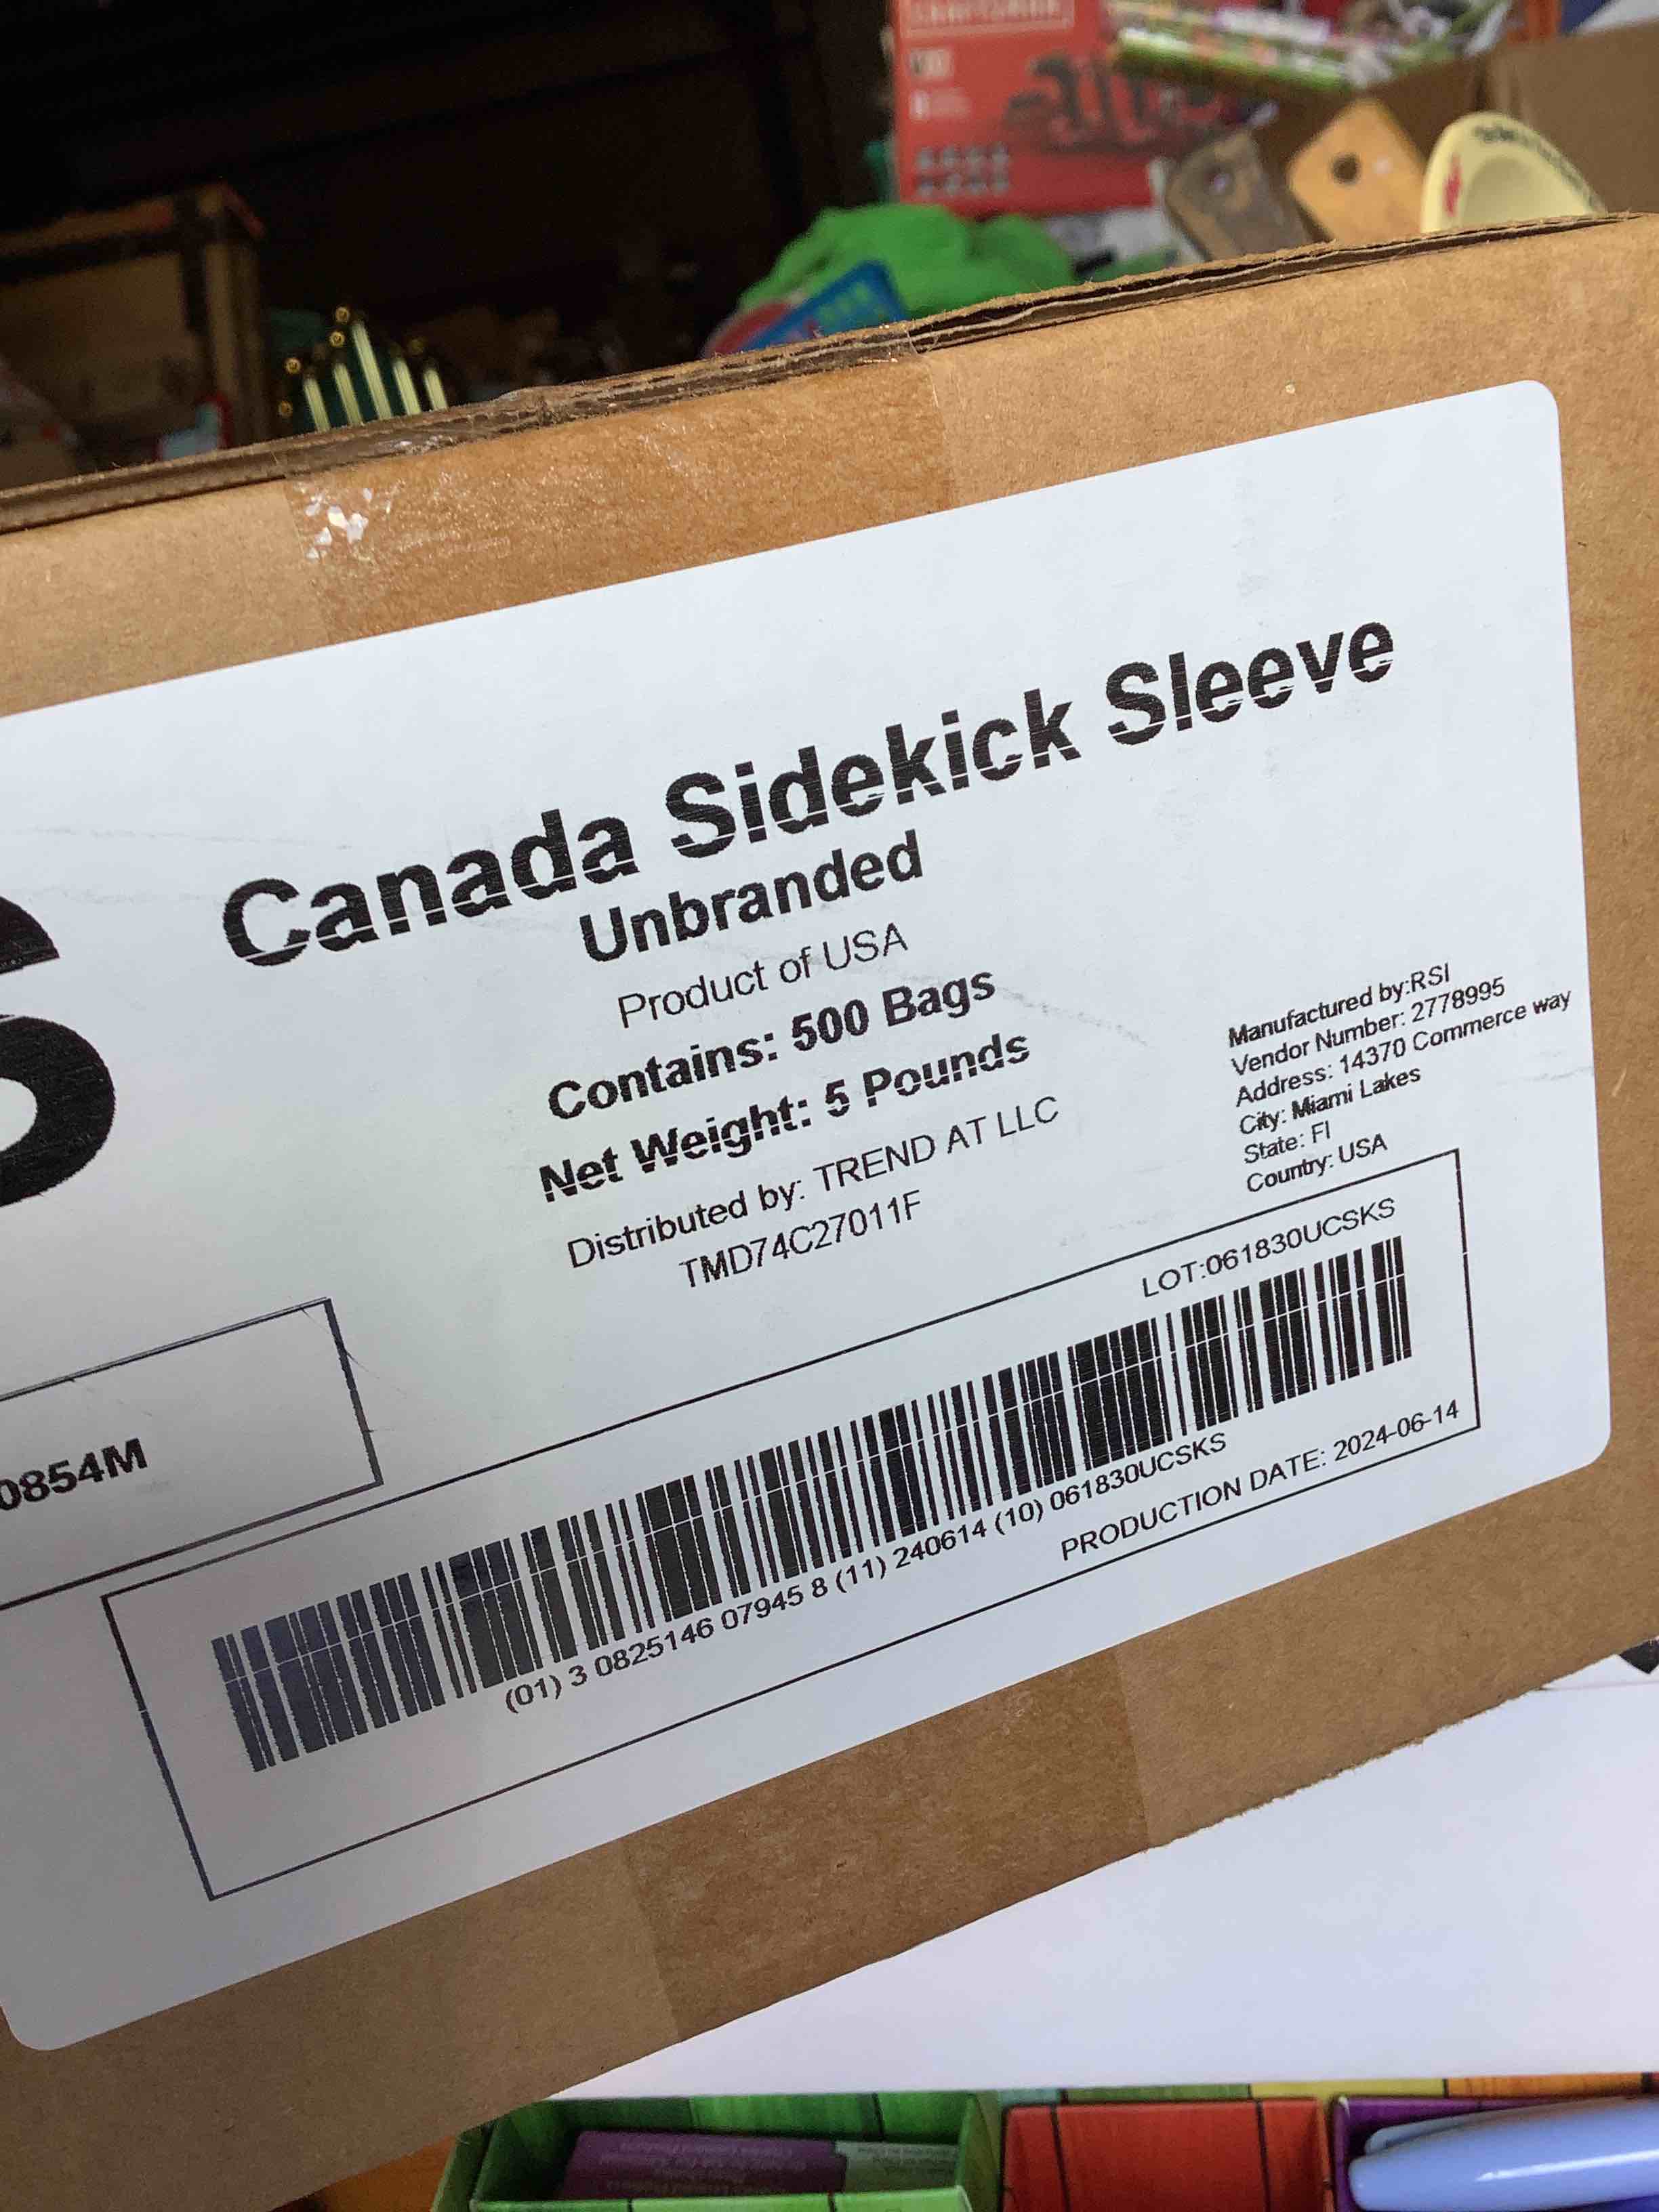 Canada Sidekick Sleeve
Unbranded
Product of USA
Contains: 500 Bags
Net Weight: 5 Pounds
Distributed by: TREND AT LLC
TMD74C27011F
Manufactured by:RSI
Vendor Number: 2778995
Address: 14370 Commerce way
City: Miami Lakes
State: Fl
Country: USA
0854M
LOT:061830UCSKS
(01) 3 0825146 07945 8 (11) 240614 (10) 061830UCSKS
PRODUCTION DATE: 2024-06-14